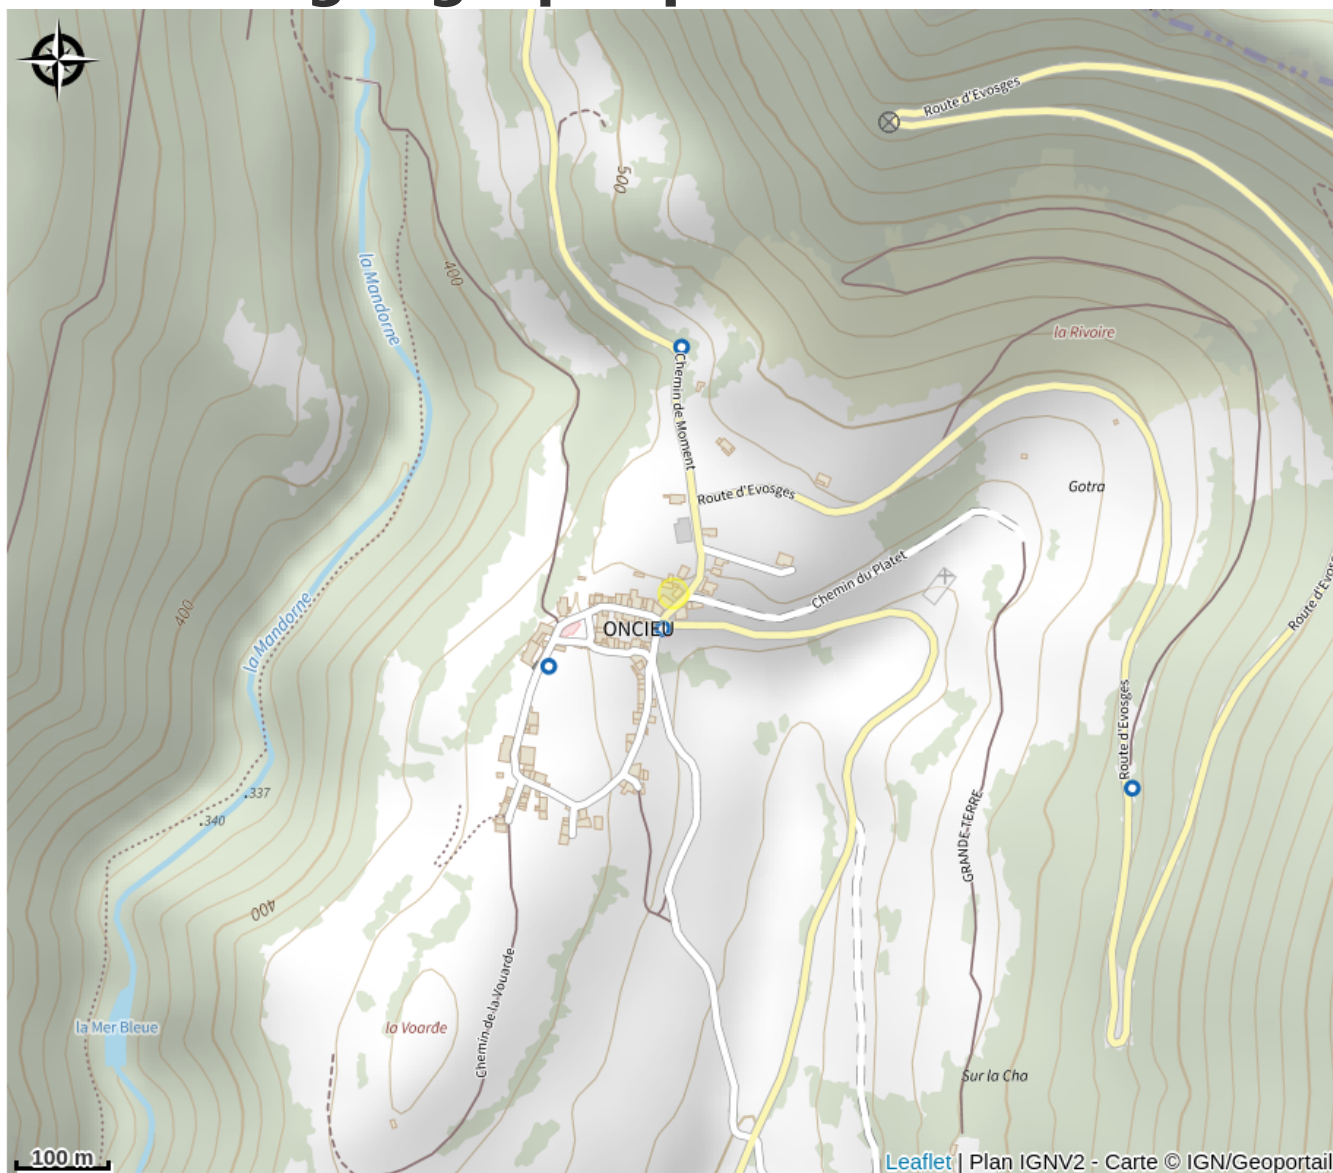 Route d'Evosges
500
la Mandorne
400
la Rivoire
Chemin de Moment
Gotra
Route d'Evosges
Chemin du Platet
400
la Mandorne
ONCIEU
Route d'Evos
Route d'Evosges
.337
.340
GRANDE-TERRE
400
Chemin-de-la-Vouarde
la Mer Bleue
la Voarde
Sur la Cha
100 m
Leaflet | Plan IGNV2 - Carte © IGN/Geoportail